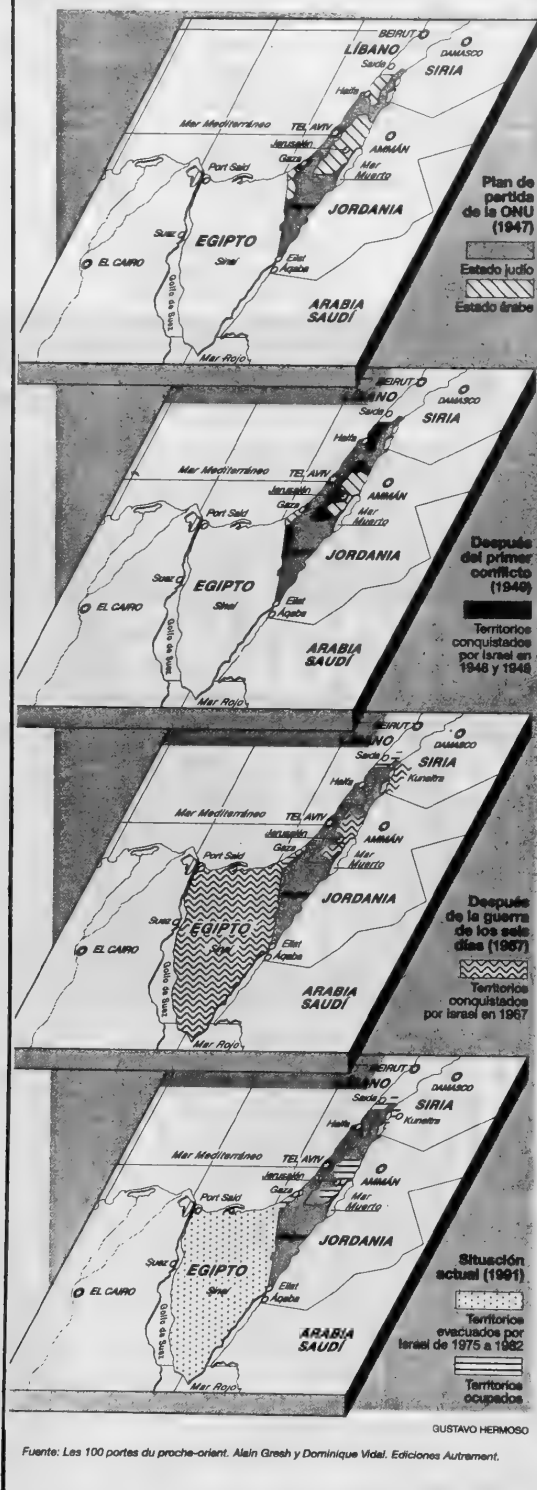 BEIRUT
LÍBANO
DAMASCO
Saida
SIRIA
Haifa
Mar Mediterráneo
TEL AVIV
Jerusalén
AMMÁN
Gaza
Port Said
Mar
Muerto
JORDANIA
Suez
EGIPTO
Sinaí
EL CAIRO
Eilat
Aqaba
Golfo de Suez
ARABIA
SAUDÍ
Mar Rojo
Plan de
partida
de la ONU
(1947)
Estado judío
Estado árabe
BEIRUT
DAMASCO
Saida
SIRIA
Haifa
Mar Mediterráneo
TEL AVIV
Jerusalén
AMMÁN
Gaza
Port Said
Mar
Muerto
JORDANIA
Suez
EGIPTO
Sinaí
EL CAIRO
Eilat
Aqaba
Golfo de Suez
ARABIA
SAUDÍ
Mar Rojo
Después
del primer
conflicto
(1949)
Territorios
conquistados
por Israel en
1948 y 1949
BEIRUT
DAMASCO
Saida
SIRIA
Kuneitra
Haifa
Mar Mediterráneo
TEL AVIV
Jerusalén
AMMÁN
Gaza
Port Said
Mar
Muerto
JORDANIA
Suez
EGIPTO
Sinaí
EL CAIRO
Eilat
Aqaba
Golfo de Suez
ARABIA
SAUDÍ
Mar Rojo
Después
de la guerra
de los seis
días (1967)
Territorios
conquistados
por Israel en 1967
BEIRUT
DAMASCO
Saida
SIRIA
Kuneitra
Haifa
Mar Mediterráneo
TEL AVIV
Jerusalén
AMMÁN
Gaza
Port Said
Mar
Muerto
JORDANIA
Suez
EGIPTO
Sinaí
EL CAIRO
Eilat
Aqaba
Golfo de Suez
ARABIA
SAUDÍ
Mar Rojo
Situación
actual (1991)
Territorios
evacuados por
Israel de 1975 a 1982
Territorios
ocupados
GUSTAVO HERMOSO
Fuente: Les 100 portes du proche-orient. Alain Gresh y Dominique Vidal. Ediciones Autrement.